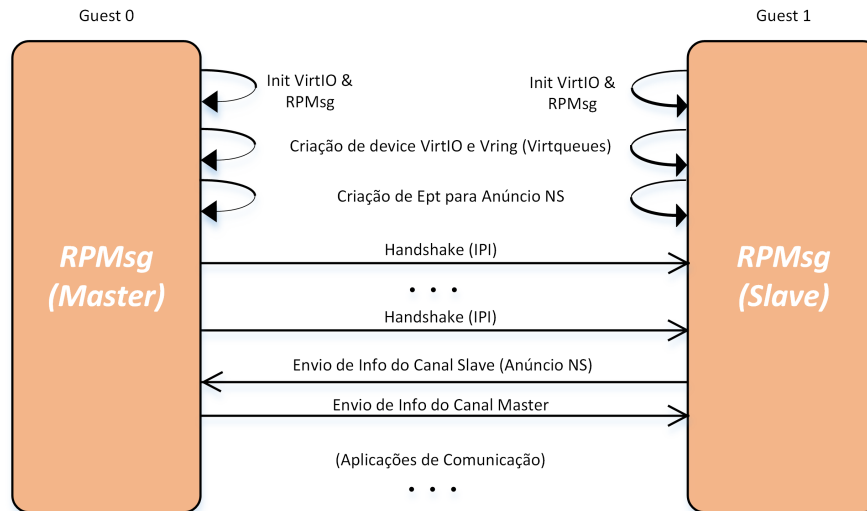 Guest 0
Guest 1
Init VirtIO &
RPMsg
Init VirtIO &
RPMsg
Criação de device VirtIO e Vring (Virtqueues)
Criação de Ept para Anúncio NS
RPMsg
(Master)
RPMsg
(Slave)
Handshake (IPI)
. . .
Handshake (IPI)
Envio de Info do Canal Slave (Anúncio NS)
Envio de Info do Canal Master
(Aplicações de Comunicação)
. . .